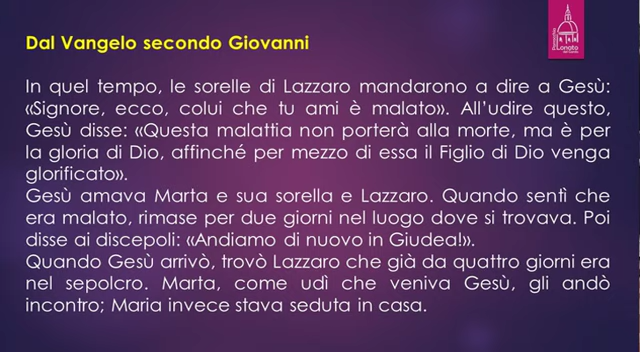 Dal Vangelo secondo Giovanni
In quel tempo, le sorelle di Lazzaro mandarono a dire a Gesù:
«Signore, ecco, colui che tu ami è malato». All'udire questo,
Gesù disse: «Questa malattia non porterà alla morte, ma è per
la gloria di Dio, affinché per mezzo di essa il Figlio di Dio venga
glorificato».
Gesù amava Marta e sua sorella e Lazzaro. Quando sentì che
era malato, rimase per due giorni nel luogo dove si trovava. Poi
disse ai discepoli: «Andiamo di nuovo in Giudea!».
Quando Gesù arrivò, trovò Lazzaro che già da quattro giorni era
nel sepolcro. Marta, come udì che veniva Gesù, gli andò
incontro; Maria invece stava seduta in casa.
Lonato